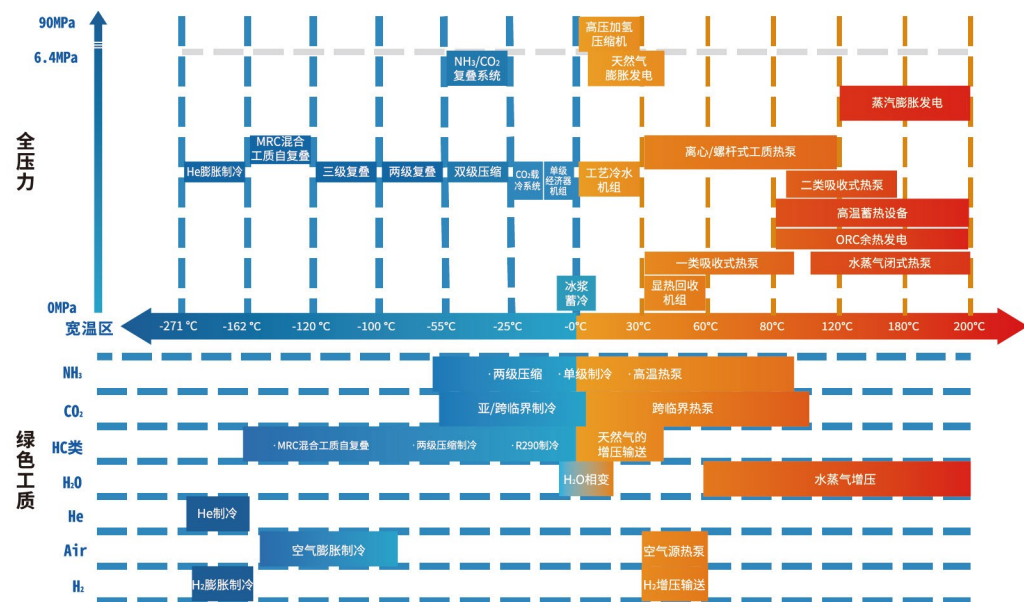 90MPa
6.4MPa
0MPa
全压力
高压加氢
压缩机
NH₃/CO₂
复叠系统
天然气
膨胀发电
蒸汽膨胀发电
MRC混合
工质自复叠
离心/螺杆式工质热泵
He膨胀制冷
三级复叠
两级复叠
双级压缩
CO₂载
冷系统
单级
经济器
机组
工艺冷水
机组
二类吸收式热泵
高温蓄热设备
ORC余热发电
一类吸收式热泵
水蒸气闭式热泵
冰浆
蓄冷
显热回收
机组
宽温区
-271 ℃
-162 ℃
-120 ℃
-100 ℃
-55℃
-25℃
-0℃
30℃
60℃
80℃
120℃
180℃
200℃
绿色工质
NH₃
·两级压缩
·单级制冷
·高温热泵
CO₂
亚/跨临界制冷
跨临界热泵
HC类
·MRC混合工质自复叠
·两级压缩制冷
·R290制冷
天然气的
增压输送
H₂O
H₂O相变
水蒸气增压
He
He制冷
Air
空气膨胀制冷
空气源热泵
H₂
H₂膨胀制冷
H₂增压输送